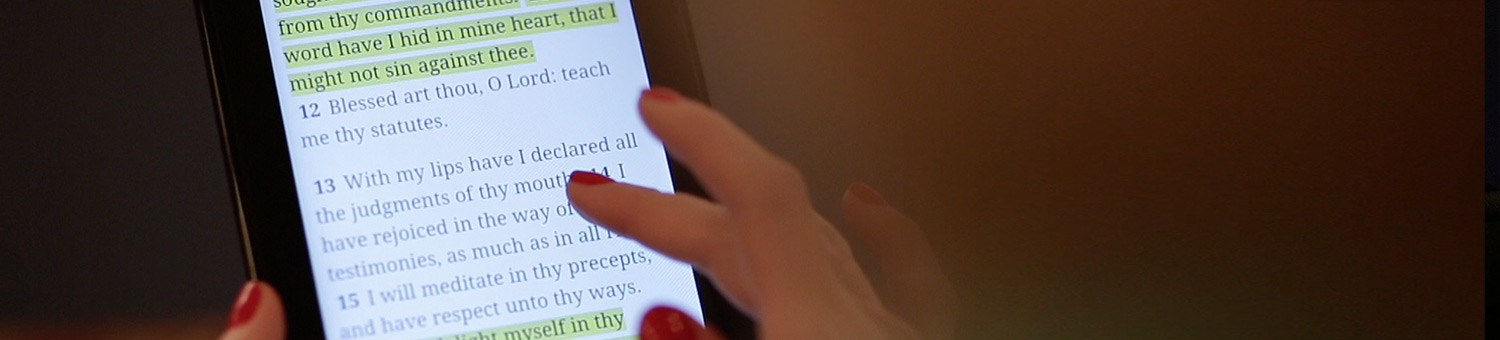 from thy commandments.
word have I hid in mine heart, that I
might not sin against thee.
12 Blessed art thou, O Lord: teach
me thy statutes.
13 With my lips have I declared all
the judgments of thy mouth 14 I
have rejoiced in the way of
testimonies, as much as in all
15 I will meditate in thy precepts,
and have respect unto thy ways.
myself in thy